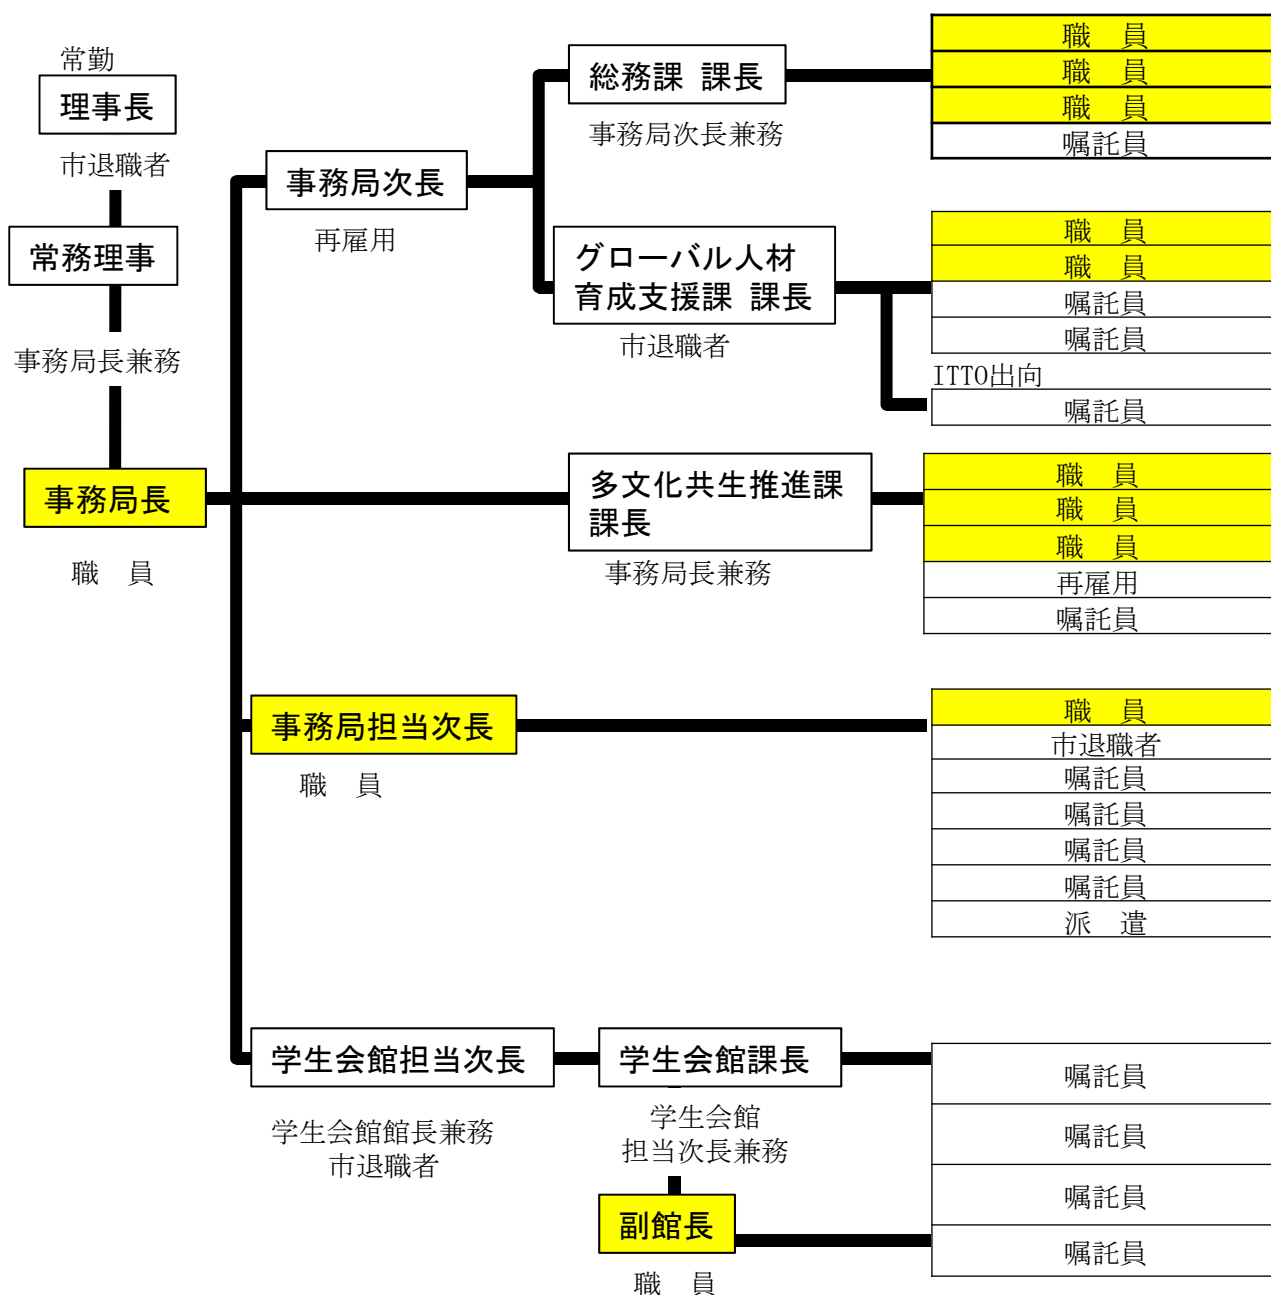 常勤
理事長
市退職者
常務理事
事務局長兼務
事務局長
職　員
事務局次長
再雇用
総務課 課長
事務局次長兼務
職　員
職　員
職　員
嘱託員
グローバル人材
育成支援課 課長
市退職者
職　員
職　員
嘱託員
嘱託員
ITTO出向
嘱託員
多文化共生推進課
課長
事務局長兼務
職　員
職　員
職　員
再雇用
嘱託員
事務局担当次長
職　員
職　員
市退職者
嘱託員
嘱託員
嘱託員
嘱託員
派　遣
学生会館担当次長
学生会館館長兼務
市退職者
学生会館課長
学生会館
担当次長兼務
副館長
職　員
嘱託員
嘱託員
嘱託員
嘱託員